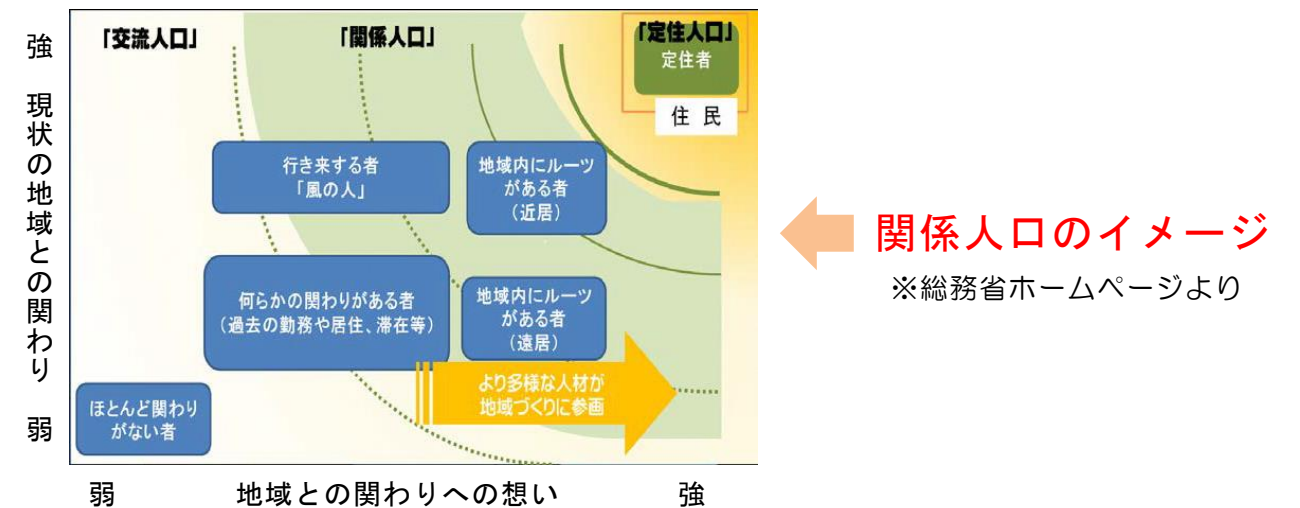 強 現状の地域との関わり 弱
「交流人口」
「関係人口」
「定住人口」
定住者
住 民
行き来する者
「風の人」
地域内にルーツ
がある者
（近居）
何らかの関わりがある者
（過去の勤務や居住、滞在等）
地域内にルーツ
がある者
（遠居）
より多様な人材が
地域づくりに参画
ほとんど関わり
がない者
弱 地域との関わりへの想い 強
関係人口のイメージ
※総務省ホームページより